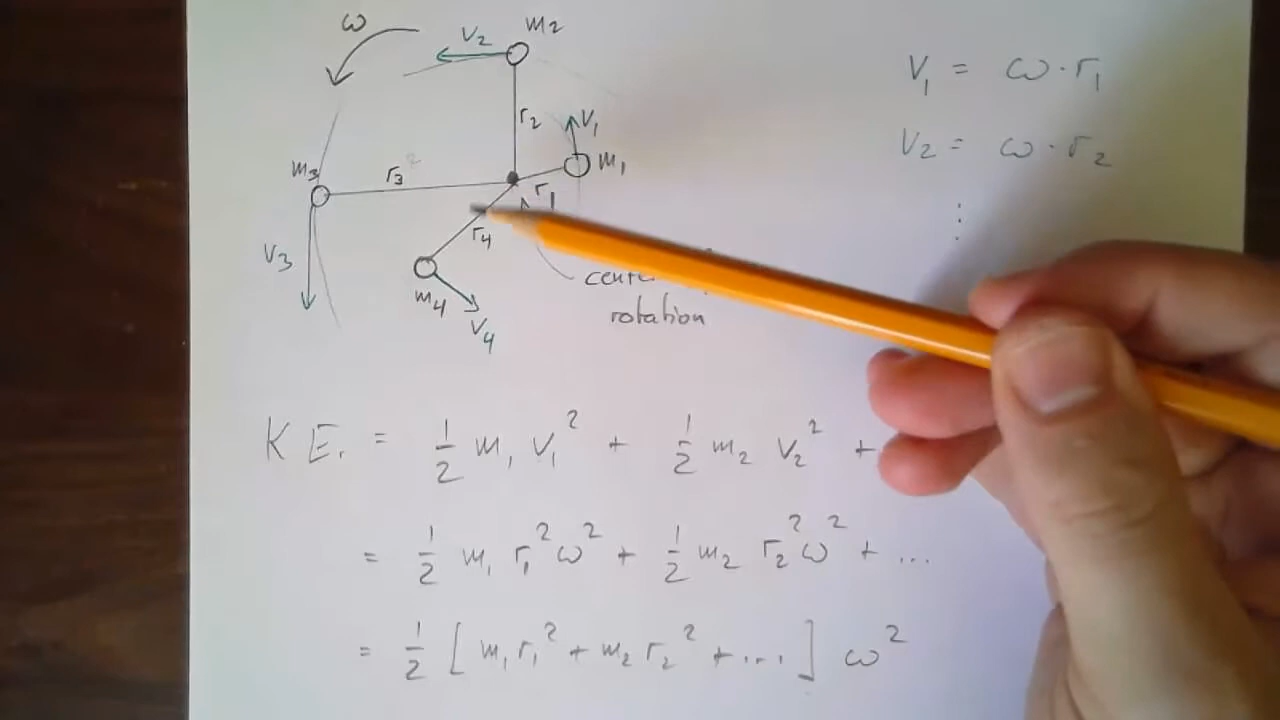 ω
m2
v2
r2
v1
m1
m3
r3
r1
v3
r4
m4
v4
rotation
v1 = ω · r1
v2 = ω · r2
⋮
K E. = 1/2 m1 v1² + 1/2 m2 v2² +
= 1/2 m1 r1² ω² + 1/2 m2 r2² ω² + ...
= 1/2 [ m1 r1² + m2 r2² + ... ] ω²